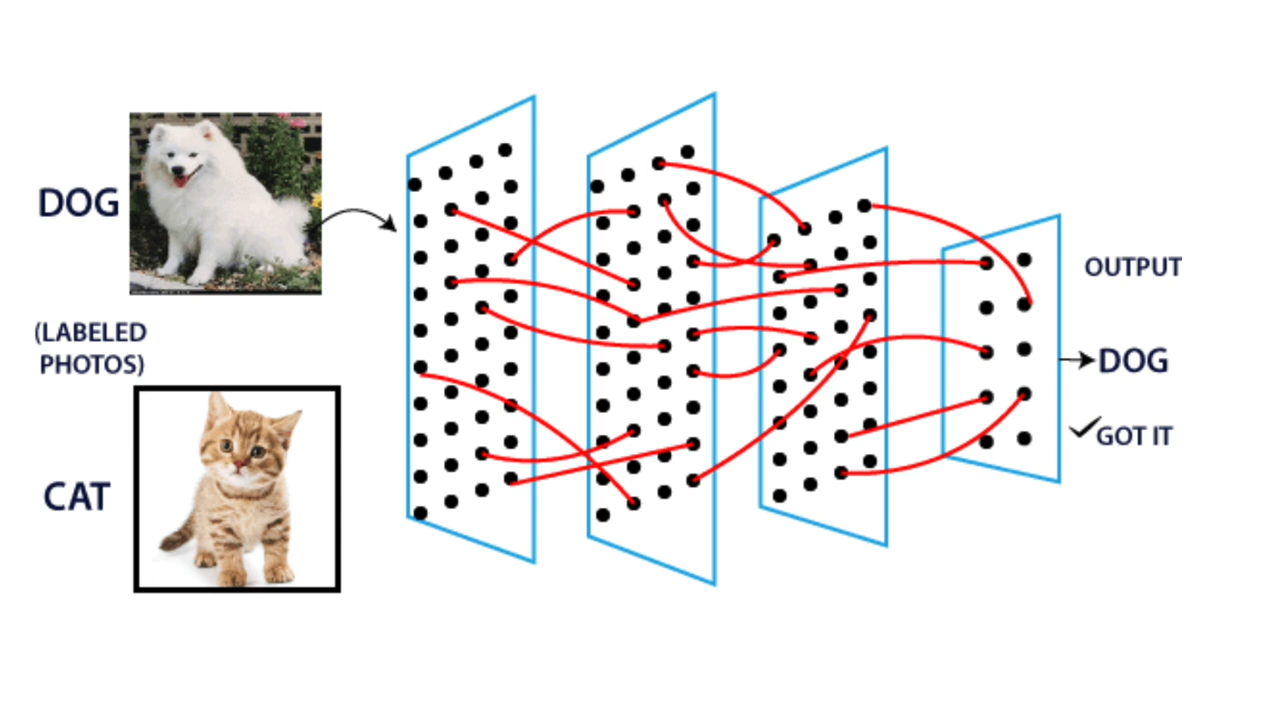 DOG
(LABELED
PHOTOS)
CAT
OUTPUT
DOG
GOT IT